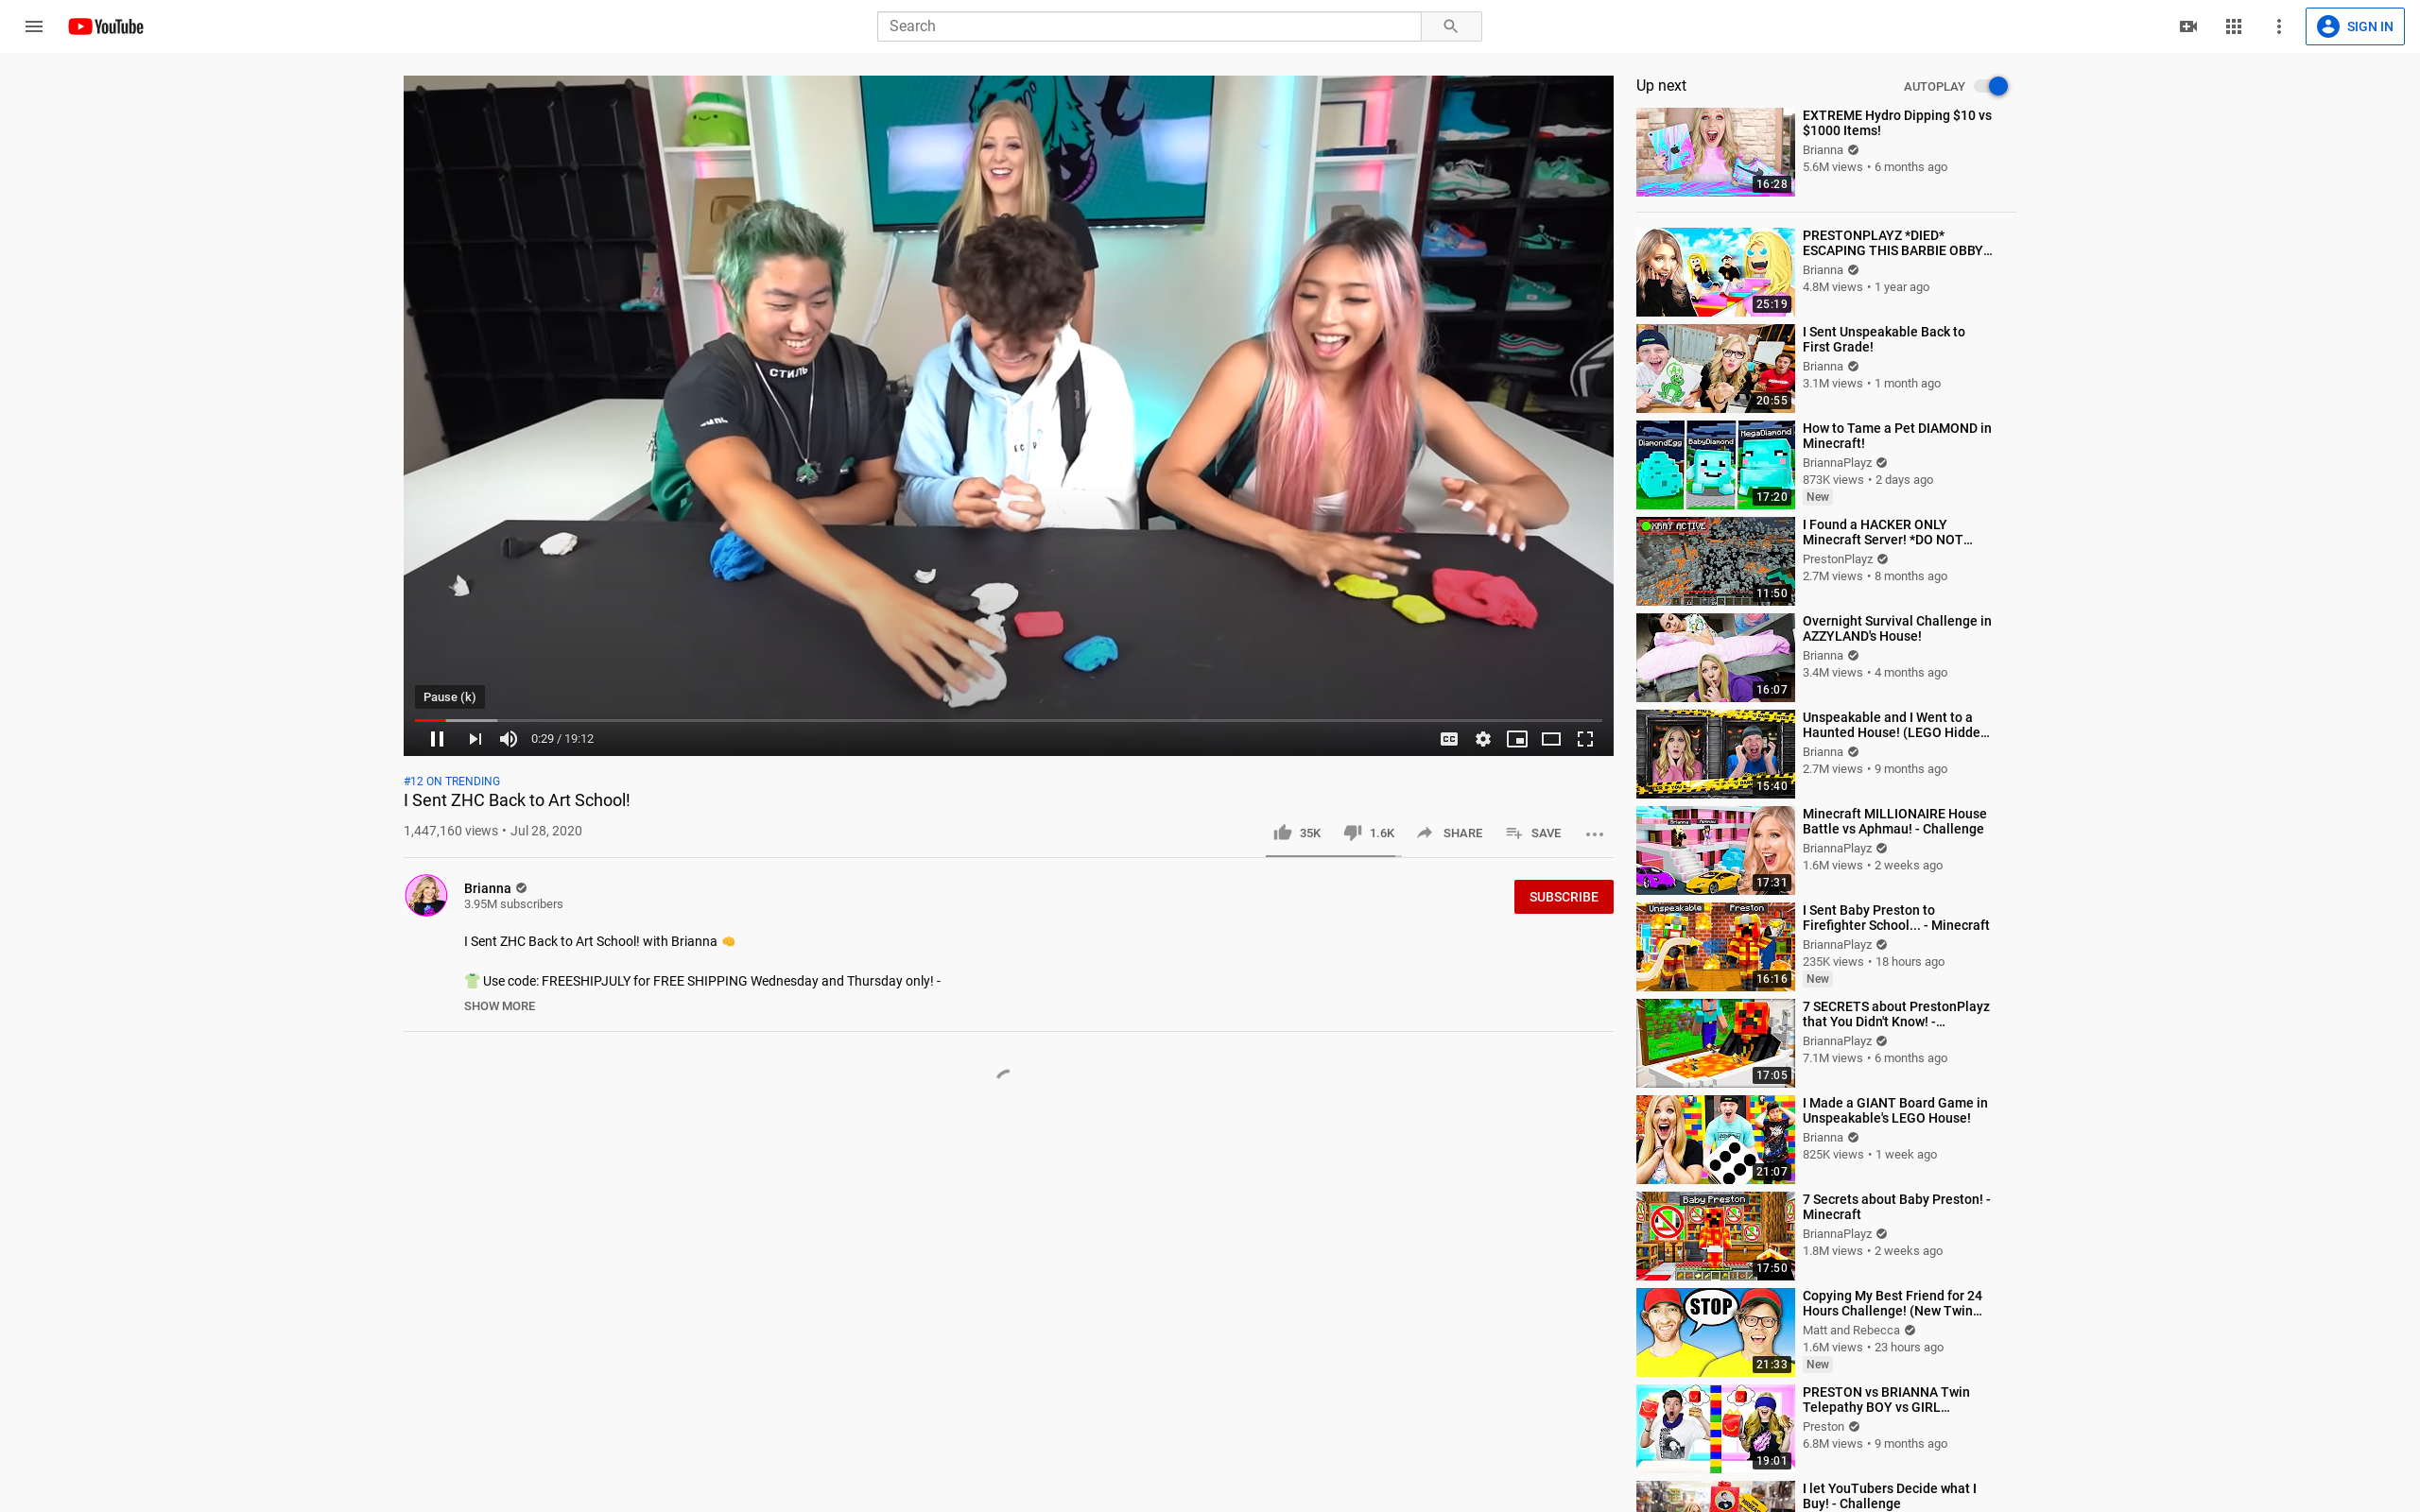 YouTube
Search
SIGN IN
СТИЛЬ
Pause (k)
0:29 / 19:12
CC
#12 ON TRENDING
I Sent ZHC Back to Art School!
1,447,160 views • Jul 28, 2020
35K
1.6K
SHARE
SAVE
Brianna
3.95M subscribers
SUBSCRIBE
I Sent ZHC Back to Art School! with Brianna
Use code: FREESHIPJULY for FREE SHIPPING Wednesday and Thursday only! -
SHOW MORE
Up next
AUTOPLAY
16:28
EXTREME Hydro Dipping $10 vs
$1000 Items!
Brianna
5.6M views • 6 months ago
25:19
PRESTONPLAYZ *DIED*
ESCAPING THIS BARBIE OBBY...
Brianna
4.8M views • 1 year ago
A+
20:55
I Sent Unspeakable Back to
First Grade!
Brianna
3.1M views • 1 month ago
DiamondEgg
BabyDiamond
MegaDiamond
17:20
How to Tame a Pet DIAMOND in
Minecraft!
BriannaPlayz
873K views • 2 days ago
New
XRAY ACTIVE
11:50
I Found a HACKER ONLY
Minecraft Server! *DO NOT...
PrestonPlayz
2.7M views • 8 months ago
16:07
Overnight Survival Challenge in
AZZYLAND's House!
Brianna
3.4M views • 4 months ago
15:40
Unspeakable and I Went to a
Haunted House! (LEGO Hidde...
Brianna
2.7M views • 9 months ago
Brianna
Aphmau
17:31
Minecraft MILLIONAIRE House
Battle vs Aphmau! - Challenge
BriannaPlayz
1.6M views • 2 weeks ago
Unspeakable
Preston
16:16
I Sent Baby Preston to
Firefighter School... - Minecraft
BriannaPlayz
235K views • 18 hours ago
New
17:05
7 SECRETS about PrestonPlayz
that You Didn't Know! -...
BriannaPlayz
7.1M views • 6 months ago
21:07
I Made a GIANT Board Game in
Unspeakable's LEGO House!
Brianna
825K views • 1 week ago
Baby Preston
17:50
7 Secrets about Baby Preston! -
Minecraft
BriannaPlayz
1.8M views • 2 weeks ago
STOP
21:33
Copying My Best Friend for 24
Hours Challenge! (New Twin...
Matt and Rebecca
1.6M views • 23 hours ago
New
19:01
PRESTON vs BRIANNA Twin
Telepathy BOY vs GIRL...
Preston
6.8M views • 9 months ago
I let YouTubers Decide what I
Buy! - Challenge